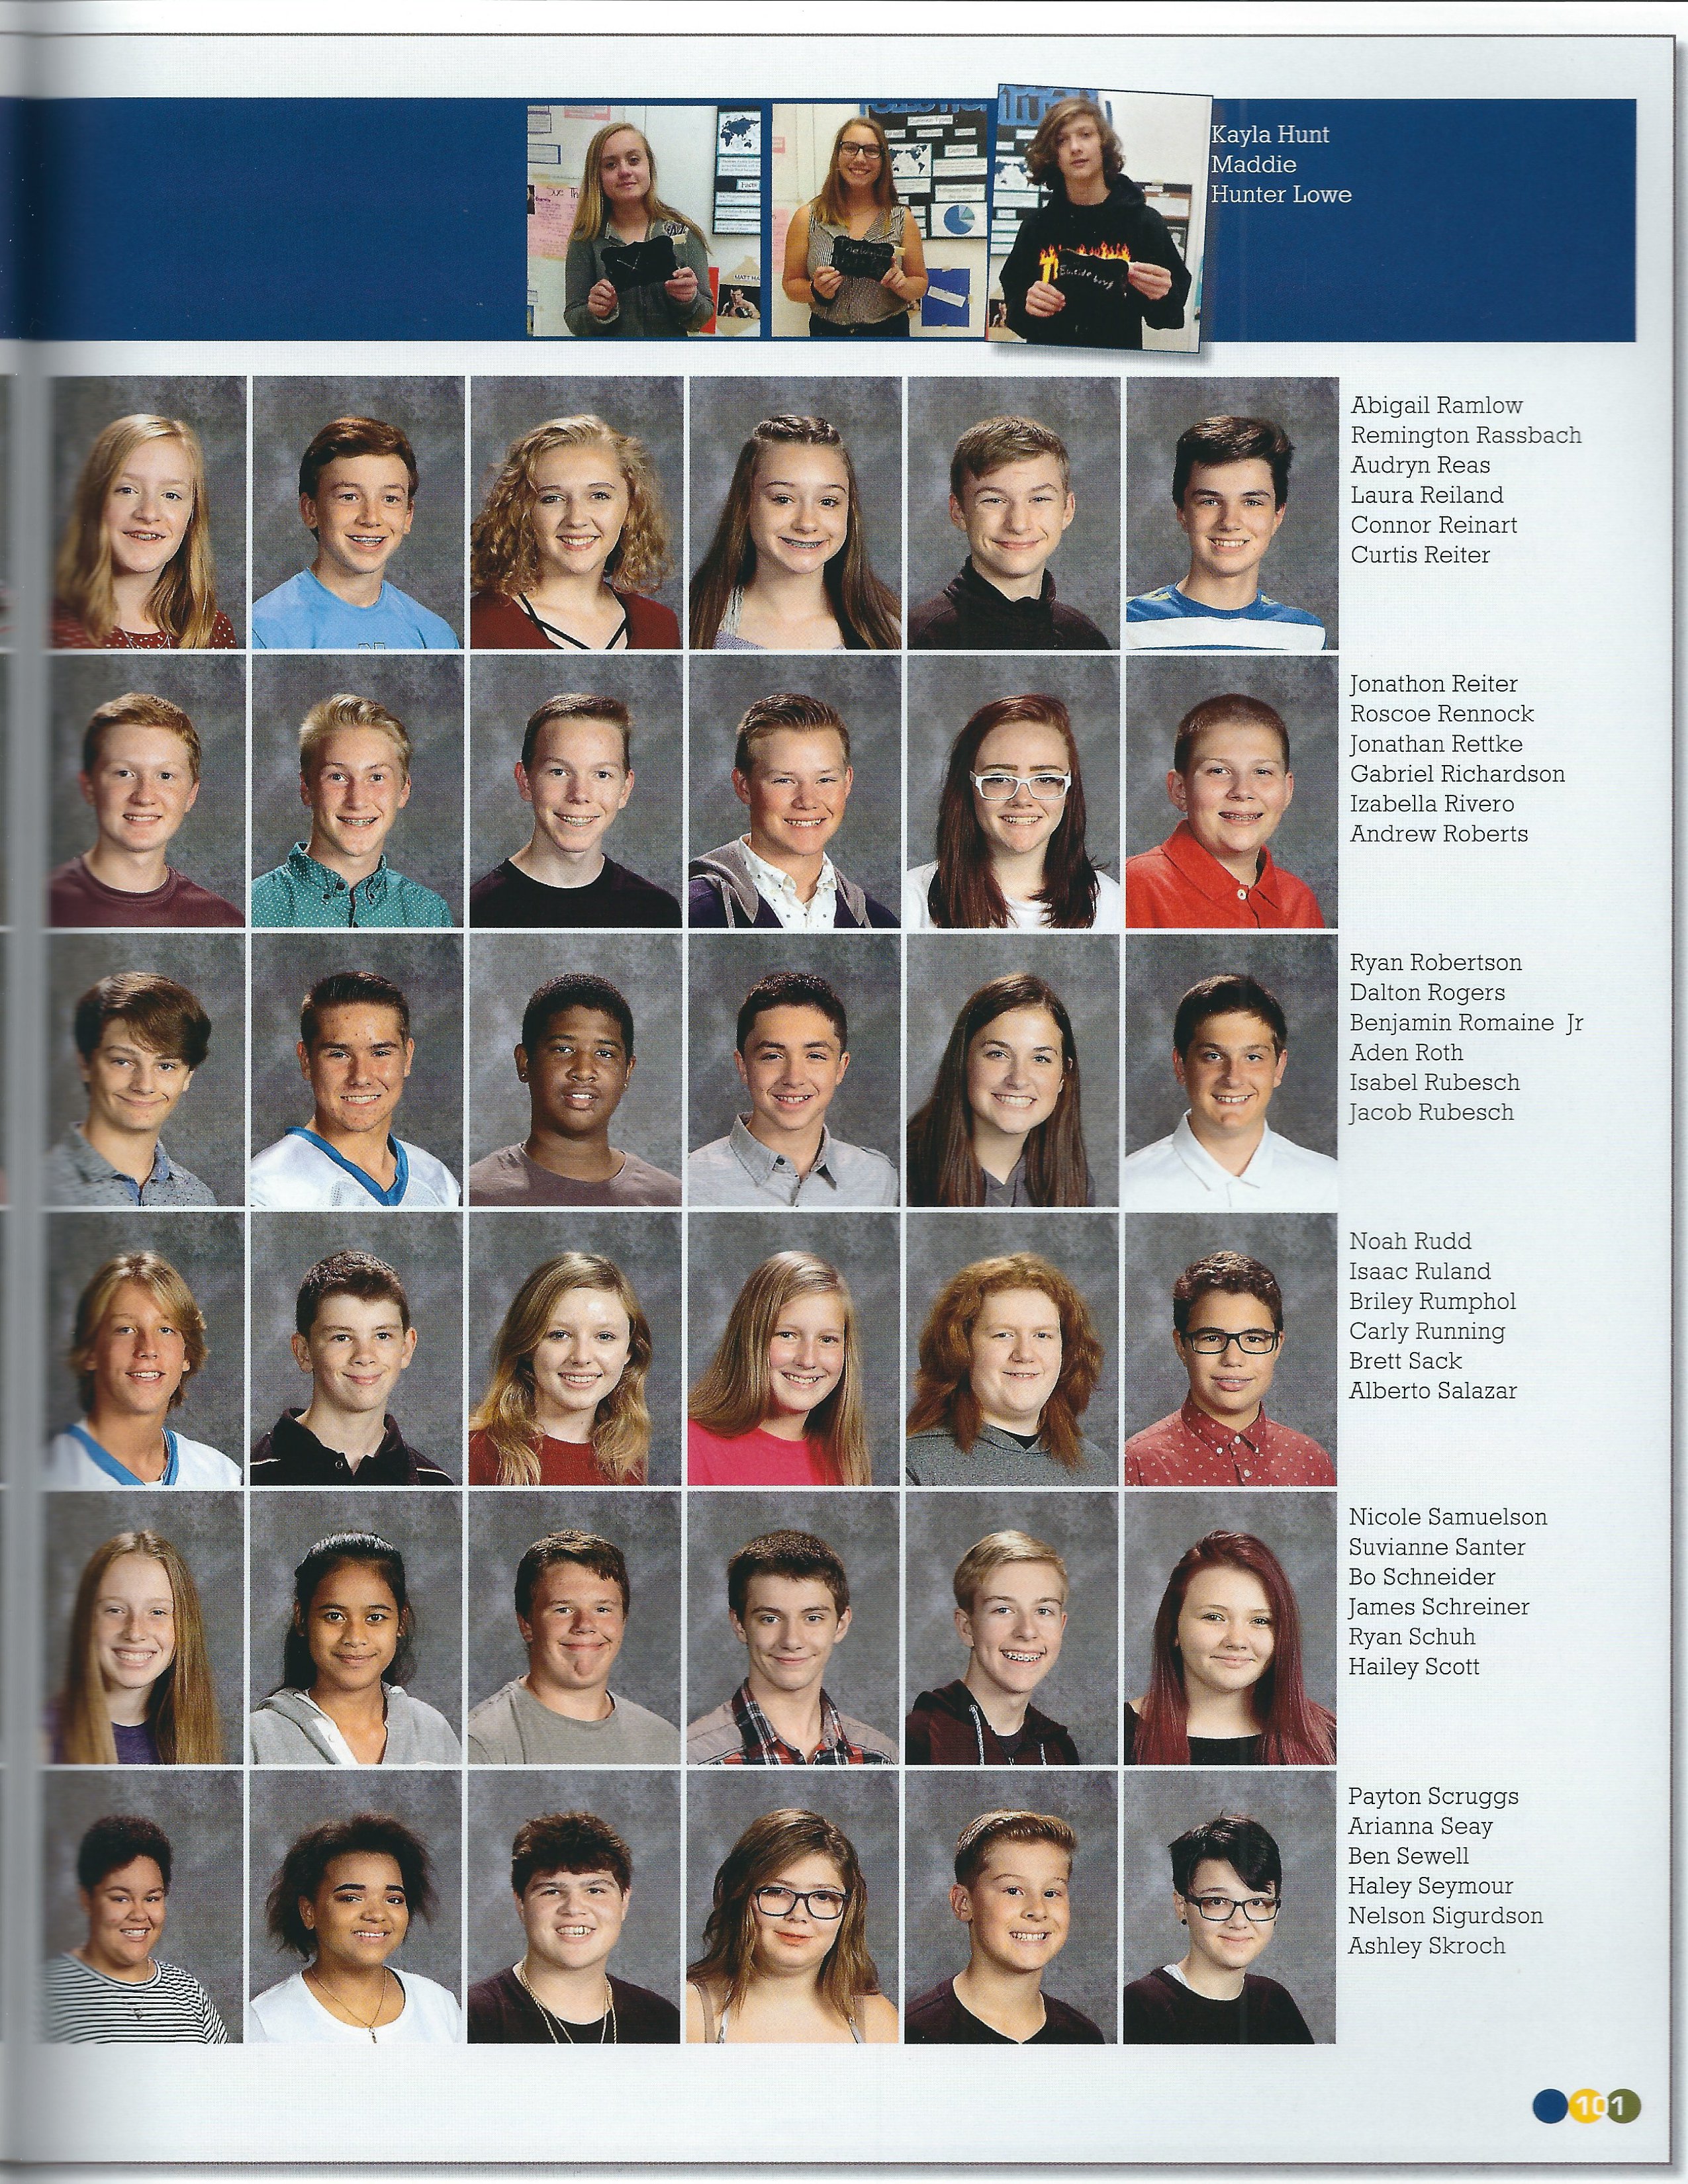 Kayla Hunt
Maddie
Hunter Lowe
Abigail Ramlow
Remington Rassbach
Audryn Reas
Laura Reiland
Connor Reinart
Curtis Reiter
Jonathon Reiter
Roscoe Rennock
Jonathan Rettke
Gabriel Richardson
Izabella Rivero
Andrew Roberts
Ryan Robertson
Dalton Rogers
Benjamin Romaine Jr
Aden Roth
Isabel Rubesch
Jacob Rubesch
Noah Rudd
Isaac Ruland
Briley Rumphol
Carly Running
Brett Sack
Alberto Salazar
Nicole Samuelson
Suvianne Santer
Bo Schneider
James Schreiner
Ryan Schuh
Hailey Scott
Payton Scruggs
Arianna Seay
Ben Sewell
Haley Seymour
Nelson Sigurdson
Ashley Skroch
101